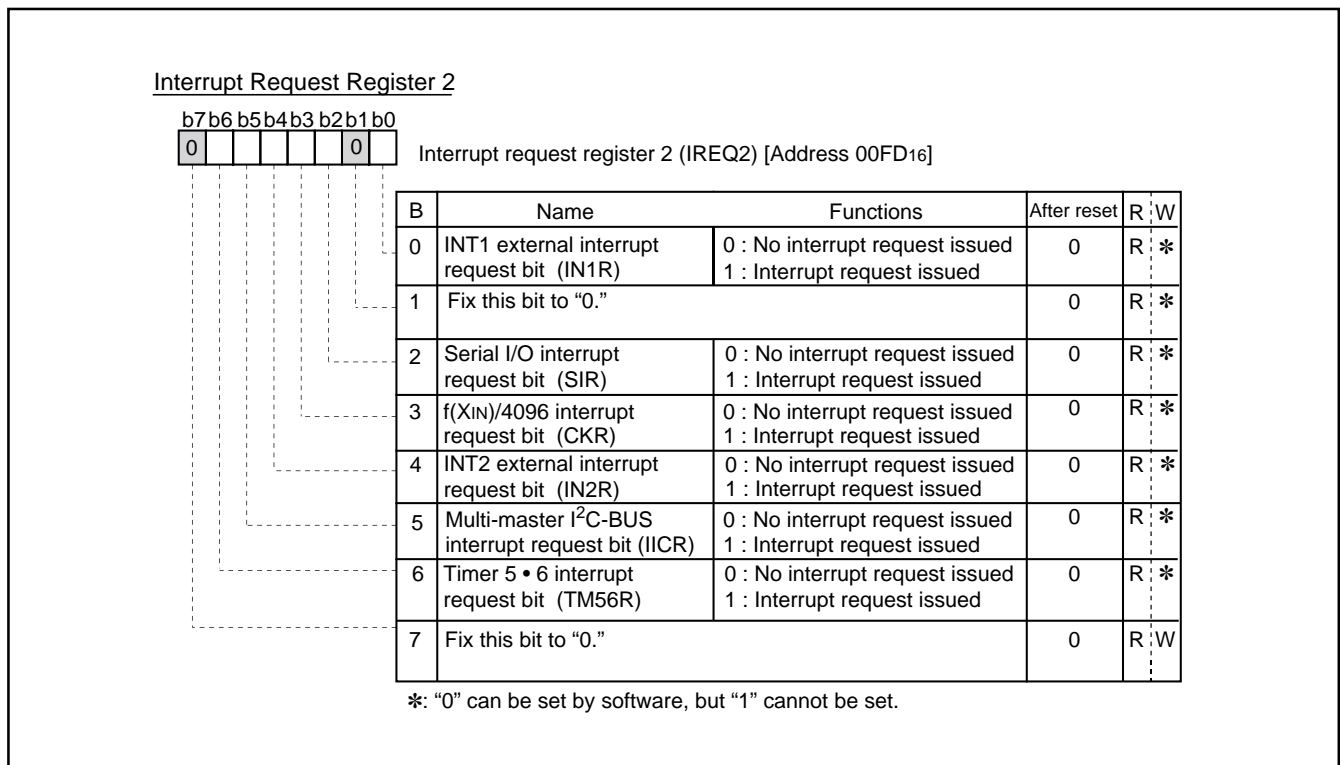 Interrupt Request Register 2
b7 b6 b5 b4 b3 b2 b1 b0
0 0
Interrupt request register 2 (IREQ2) [Address 00FD16]
B Name Functions After reset R W
0 INT1 external interrupt request bit (IN1R) 0 : No interrupt request issued 1 : Interrupt request issued 0 R ✻
1 Fix this bit to “0.” 0 R ✻
2 Serial I/O interrupt request bit (SIR) 0 : No interrupt request issued 1 : Interrupt request issued 0 R ✻
3 f(XIN)/4096 interrupt request bit (CKR) 0 : No interrupt request issued 1 : Interrupt request issued 0 R ✻
4 INT2 external interrupt request bit (IN2R) 0 : No interrupt request issued 1 : Interrupt request issued 0 R ✻
5 Multi-master I2C-BUS interrupt request bit (IICR) 0 : No interrupt request issued 1 : Interrupt request issued 0 R ✻
6 Timer 5 • 6 interrupt request bit (TM56R) 0 : No interrupt request issued 1 : Interrupt request issued 0 R ✻
7 Fix this bit to “0.” 0 R W
✻: “0” can be set by software, but “1” cannot be set.